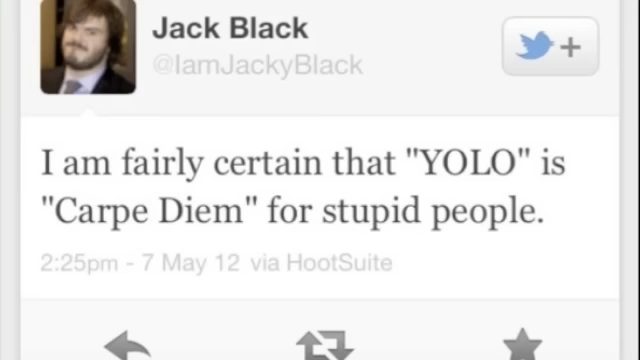 Jack Black
@IamJackyBlack
+
I am fairly certain that "YOLO" is
"Carpe Diem" for stupid people.
2:25pm - 7 May 12 via HootSuite